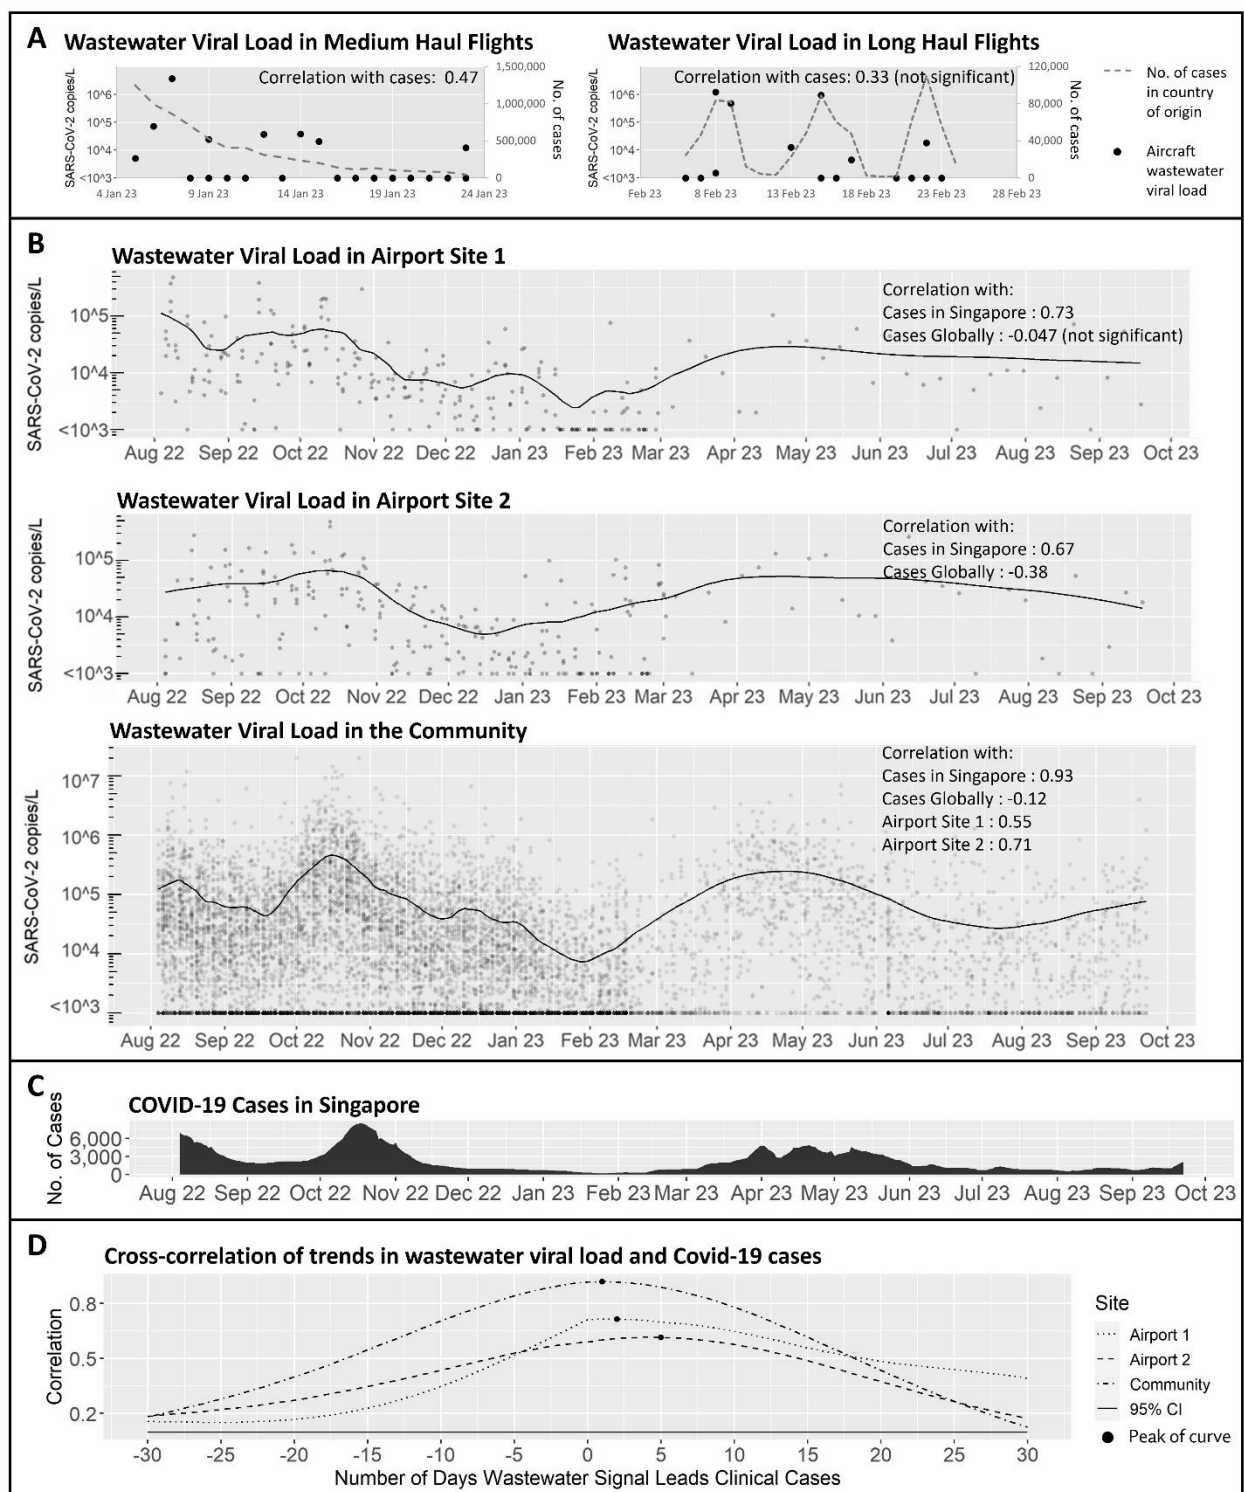 A
Wastewater Viral Load in Medium Haul Flights
Correlation with cases: 0.47
SARS-CoV-2 copies/L
10^6
10^5
10^4
<10^3
1,500,000
1,000,000
500,000
0
No. of cases
4 Jan 23
9 Jan 23
14 Jan 23
19 Jan 23
24 Jan 23
Wastewater Viral Load in Long Haul Flights
Correlation with cases: 0.33 (not significant)
SARS-CoV-2 copies/L
10^6
10^5
10^4
<10^3
120,000
80,000
40,000
0
No. of cases
Feb 23
8 Feb 23
13 Feb 23
18 Feb 23
23 Feb 23
28 Feb 23
No. of cases
in country
of origin
Aircraft
wastewater
viral load
B
Wastewater Viral Load in Airport Site 1
SARS-CoV-2 copies/L
10^5
10^4
<10^3
Correlation with:
Cases in Singapore : 0.73
Cases Globally : -0.047 (not significant)
Aug 22 Sep 22 Oct 22 Nov 22 Dec 22 Jan 23 Feb 23 Mar 23 Apr 23 May 23 Jun 23 Jul 23 Aug 23 Sep 23 Oct 23
Wastewater Viral Load in Airport Site 2
SARS-CoV-2 copies/L
10^5
10^4
<10^3
Correlation with:
Cases in Singapore : 0.67
Cases Globally : -0.38
Aug 22 Sep 22 Oct 22 Nov 22 Dec 22 Jan 23 Feb 23 Mar 23 Apr 23 May 23 Jun 23 Jul 23 Aug 23 Sep 23 Oct 23
Wastewater Viral Load in the Community
SARS-CoV-2 copies/L
10^7
10^6
10^5
10^4
<10^3
Correlation with:
Cases in Singapore : 0.93
Cases Globally : -0.12
Airport Site 1 : 0.55
Airport Site 2 : 0.71
Aug 22 Sep 22 Oct 22 Nov 22 Dec 22 Jan 23 Feb 23 Mar 23 Apr 23 May 23 Jun 23 Jul 23 Aug 23 Sep 23 Oct 23
C
COVID-19 Cases in Singapore
No. of Cases
6,000
3,000
0
Aug 22 Sep 22 Oct 22 Nov 22 Dec 22 Jan 23 Feb 23 Mar 23 Apr 23 May 23 Jun 23 Jul 23 Aug 23 Sep 23 Oct 23
D
Cross-correlation of trends in wastewater viral load and Covid-19 cases
Correlation
0.8
0.5
0.2
-30 -25 -20 -15 -10 -5 0 5 10 15 20 25 30
Number of Days Wastewater Signal Leads Clinical Cases
Site
Airport 1
Airport 2
Community
95% CI
Peak of curve